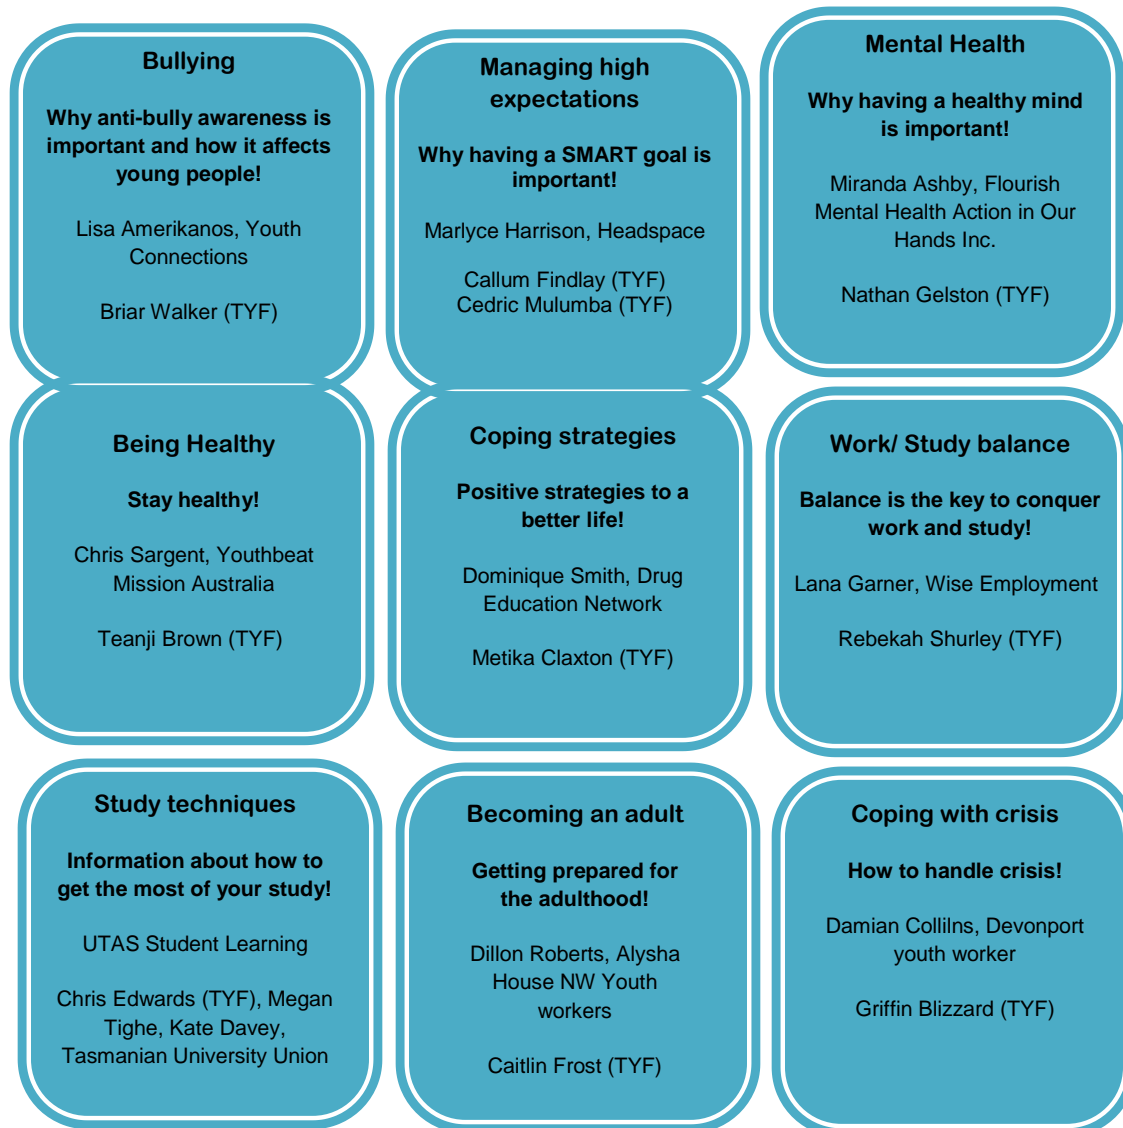 Bullying
Why anti-bully awareness is
important and how it affects
young people!
Lisa Amerikanos, Youth
Connections
Briar Walker (TYF)
Managing high
expectations
Why having a SMART goal is
important!
Marlyce Harrison, Headspace
Callum Findlay (TYF)
Cedric Mulumba (TYF)
Mental Health
Why having a healthy mind
is important!
Miranda Ashby, Flourish
Mental Health Action in Our
Hands Inc.
Nathan Gelston (TYF)
Being Healthy
Stay healthy!
Chris Sargent, Youthbeat
Mission Australia
Teanji Brown (TYF)
Coping strategies
Positive strategies to a
better life!
Dominique Smith, Drug
Education Network
Metika Claxton (TYF)
Work/ Study balance
Balance is the key to conquer
work and study!
Lana Garner, Wise Employment
Rebekah Shurley (TYF)
Study techniques
Information about how to
get the most of your study!
UTAS Student Learning
Chris Edwards (TYF), Megan
Tighe, Kate Davey,
Tasmanian University Union
Becoming an adult
Getting prepared for
the adulthood!
Dillon Roberts, Alysha
House NW Youth
workers
Caitlin Frost (TYF)
Coping with crisis
How to handle crisis!
Damian Collilns, Devonport
youth worker
Griffin Blizzard (TYF)